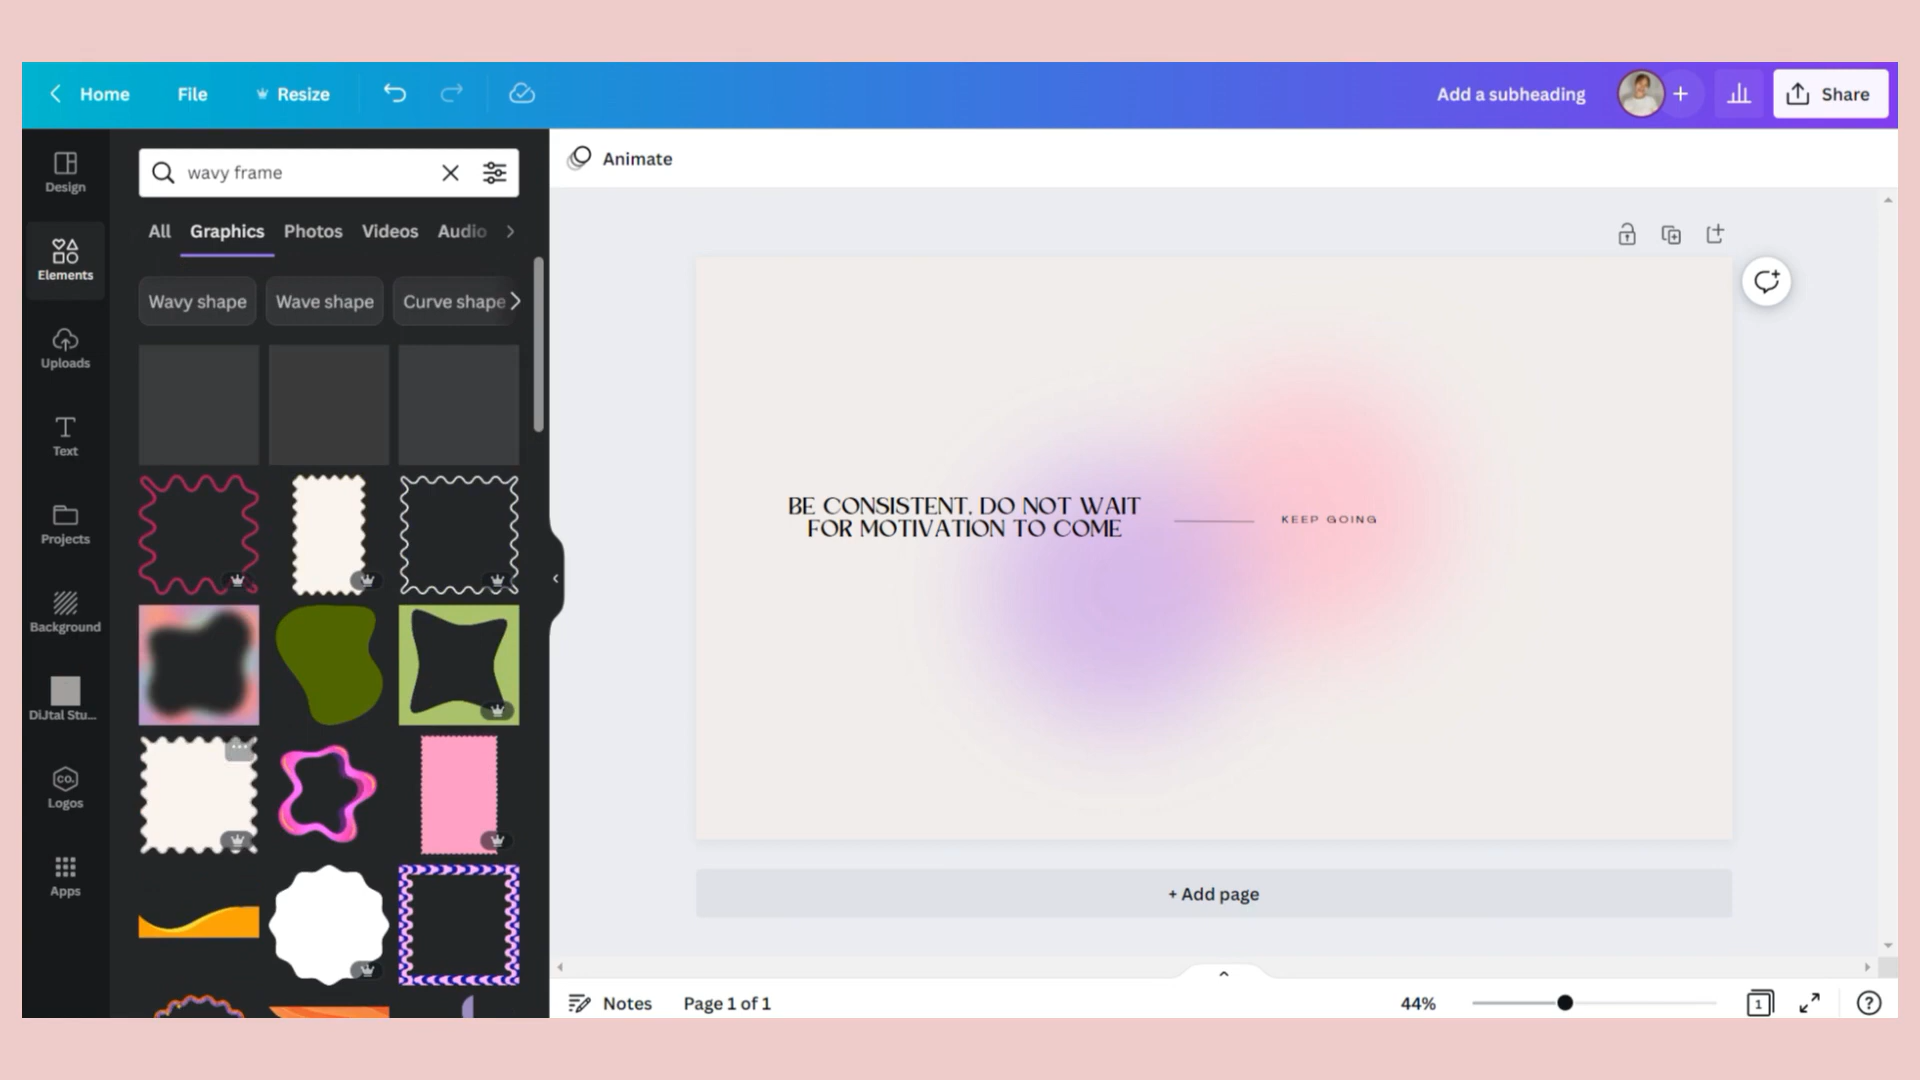 Home File Resize Add a subheading + Share
Design
Elements
Uploads
Text
Projects
Background
DiJtal Stu...
CO.
Logos
Apps
wavy frame
All Graphics Photos Videos Audio
Wavy shape Wave shape Curve shape
Animate
BE CONSISTENT. DO NOT WAIT
FOR MOTIVATION TO COME
KEEP GOING
+ Add page
Notes Page 1 of 1 44% 1 ?